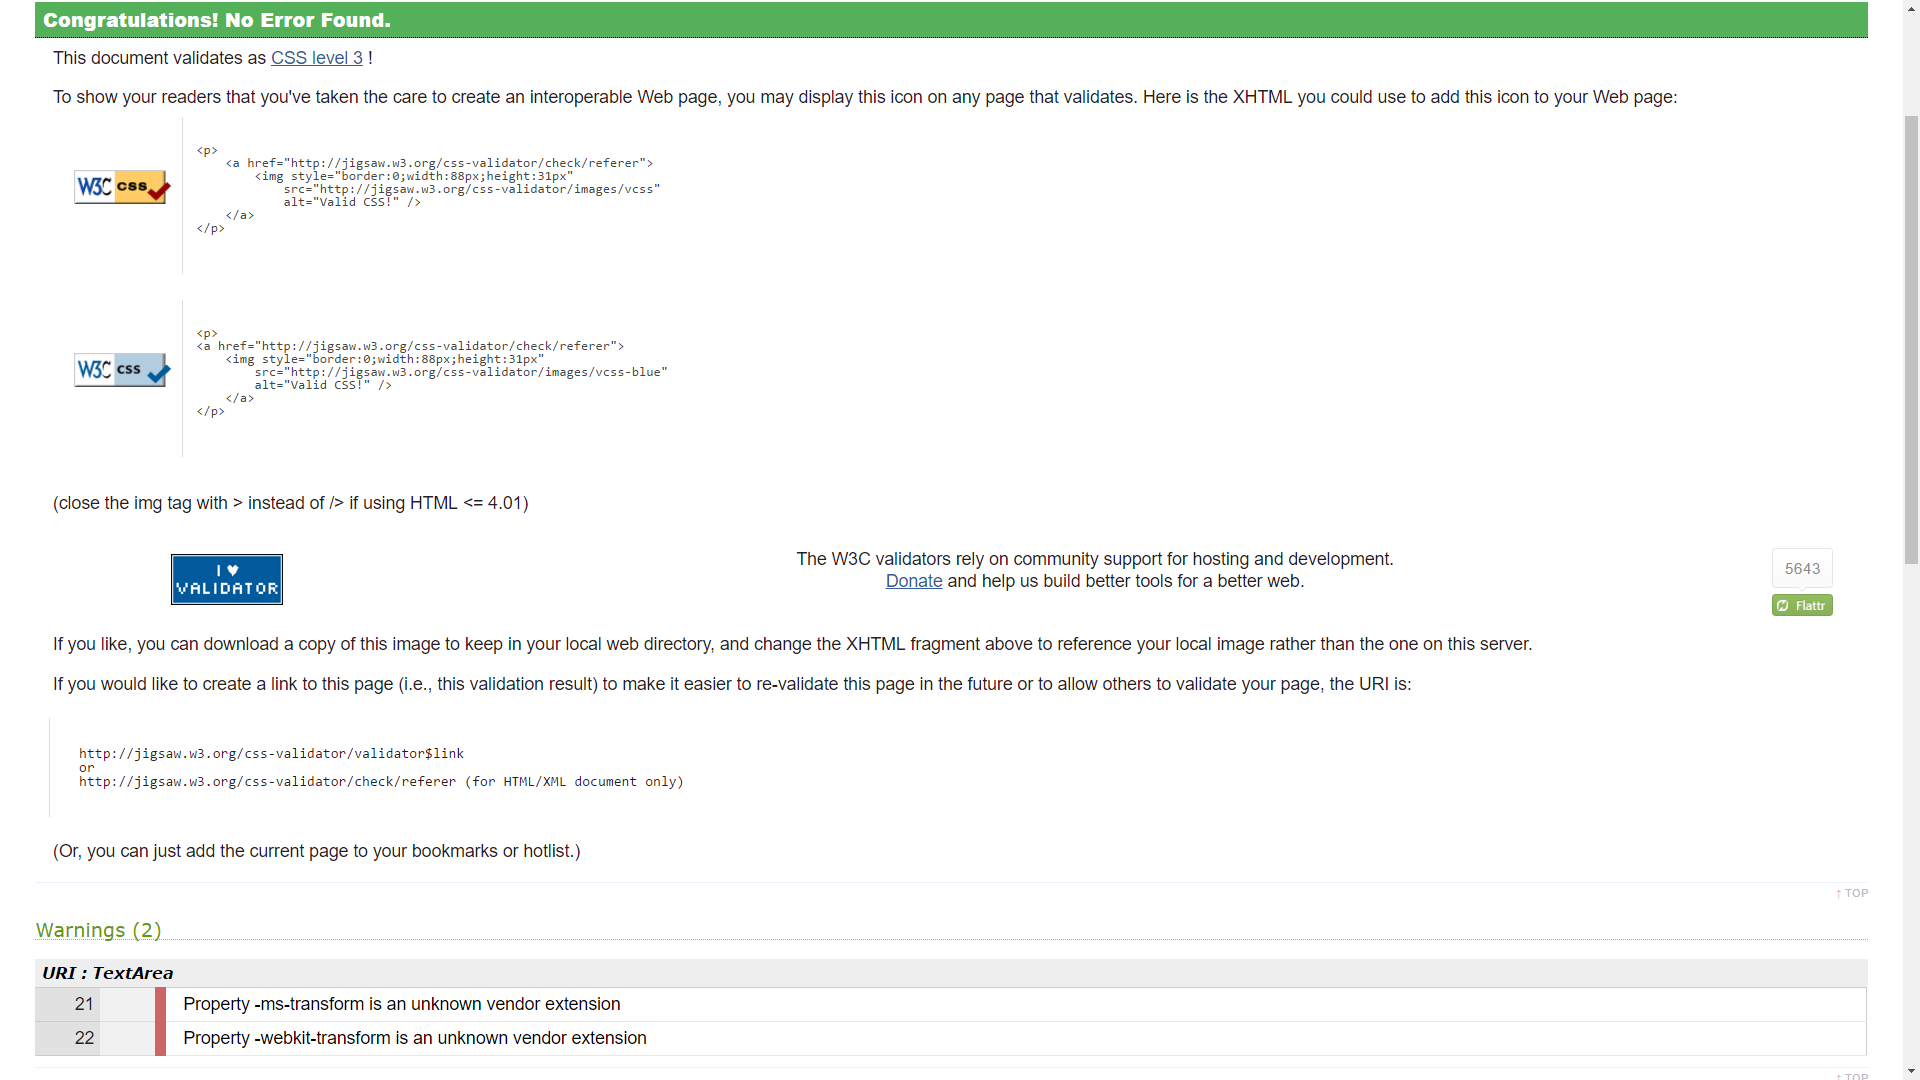 Congratulations! No Error Found.
This document validates as CSS level 3 !
To show your readers that you've taken the care to create an interoperable Web page, you may display this icon on any page that validates. Here is the XHTML you could use to add this icon to your Web page:
W3C css
<p>
    <a href="http://jigsaw.w3.org/css-validator/check/referer">
        <img style="border:0;width:88px;height:31px"
            src="http://jigsaw.w3.org/css-validator/images/vcss"
            alt="Valid CSS!" />
    </a>
</p>
W3C css
<p>
<a href="http://jigsaw.w3.org/css-validator/check/referer">
    <img style="border:0;width:88px;height:31px"
        src="http://jigsaw.w3.org/css-validator/images/vcss-blue"
        alt="Valid CSS!" />
    </a>
</p>
(close the img tag with > instead of /> if using HTML <= 4.01)
I ♥
VALIDATOR
The W3C validators rely on community support for hosting and development.
Donate and help us build better tools for a better web.
5643
Flattr
If you like, you can download a copy of this image to keep in your local web directory, and change the XHTML fragment above to reference your local image rather than the one on this server.
If you would like to create a link to this page (i.e., this validation result) to make it easier to re-validate this page in the future or to allow others to validate your page, the URI is:
http://jigsaw.w3.org/css-validator/validator$link
or
http://jigsaw.w3.org/css-validator/check/referer (for HTML/XML document only)
(Or, you can just add the current page to your bookmarks or hotlist.)
↑ TOP
Warnings (2)
URI : TextArea
21 Property -ms-transform is an unknown vendor extension
22 Property -webkit-transform is an unknown vendor extension
↑ TOP